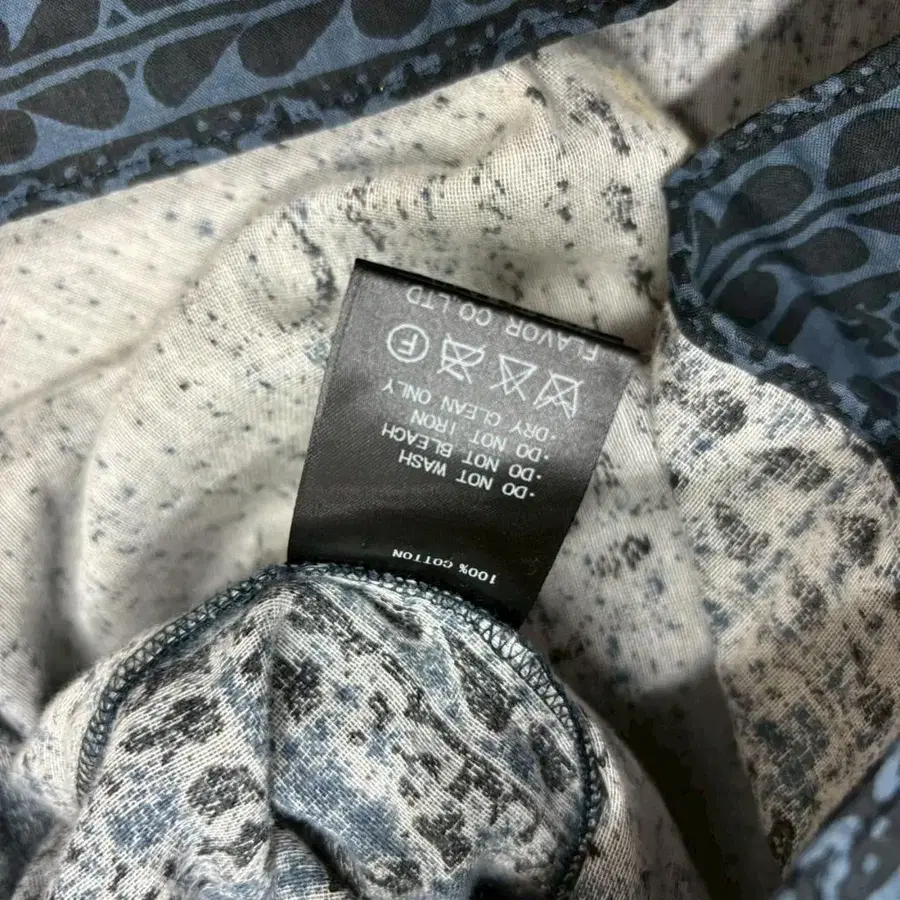 100% COTTON
·DO NOT WASH
·DO NOT BLEACH
·DO NOT IRON
·DRY CLEAN ONLY
F
FLAVOR CO.LTD